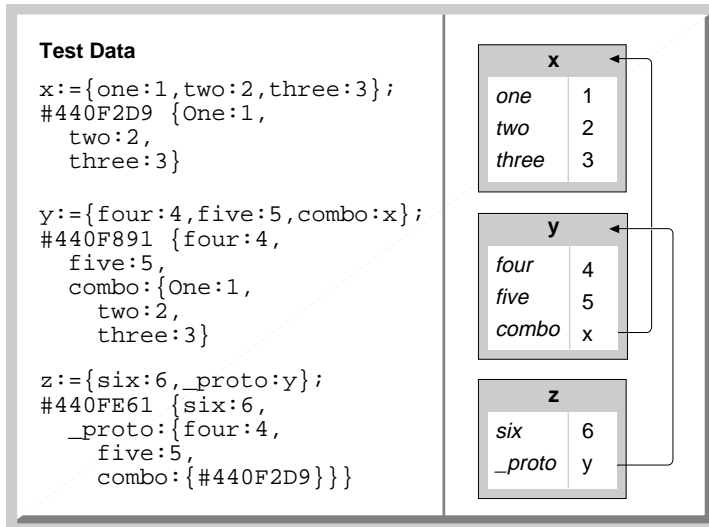 Test Data
x:={one:1,two:2,three:3};
#440F2D9 {One:1,
  two:2,
  three:3}
y:={four:4,five:5,combo:x};
#440F891 {four:4,
  five:5,
  combo:{One:1,
    two:2,
    three:3}
z:={six:6,_proto:y};
#440FE61 {six:6,
  _proto:{four:4,
    five:5,
    combo:{#440F2D9}}}
x
one 1
two 2
three 3
y
four 4
five 5
combo x
z
six 6
_proto y